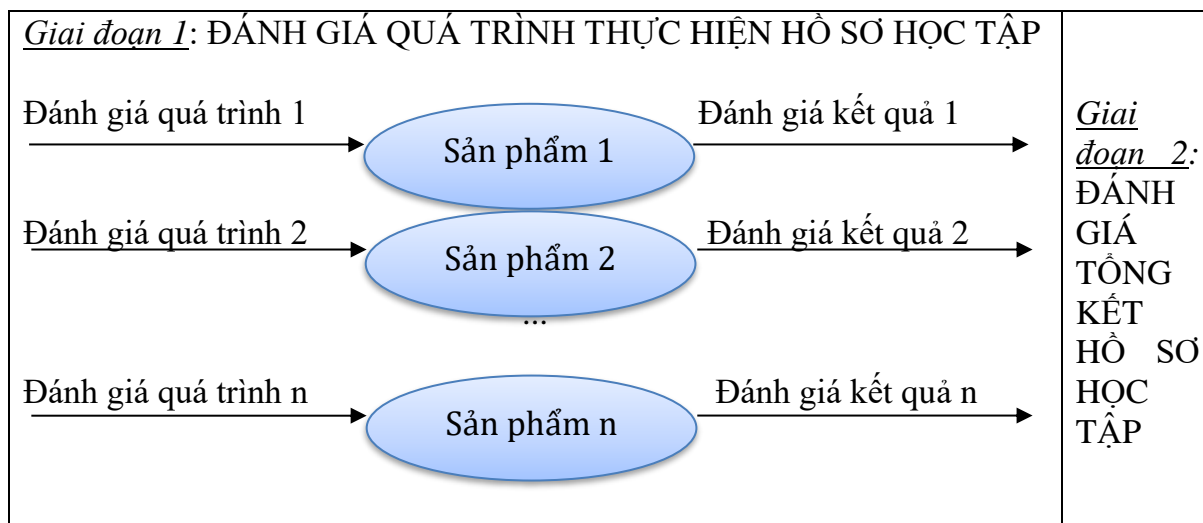 Giai đoạn 1: ĐÁNH GIÁ QUÁ TRÌNH THỰC HIỆN HỒ SƠ HỌC TẬP
Đánh giá quá trình 1
Sản phẩm 1
Đánh giá kết quả 1
Đánh giá quá trình 2
Sản phẩm 2
Đánh giá kết quả 2
...
Đánh giá quá trình n
Sản phẩm n
Đánh giá kết quả n
Giai
đoạn 2:
ĐÁNH
GIÁ
TỔNG
KẾT
HỒ SƠ
HỌC
TẬP